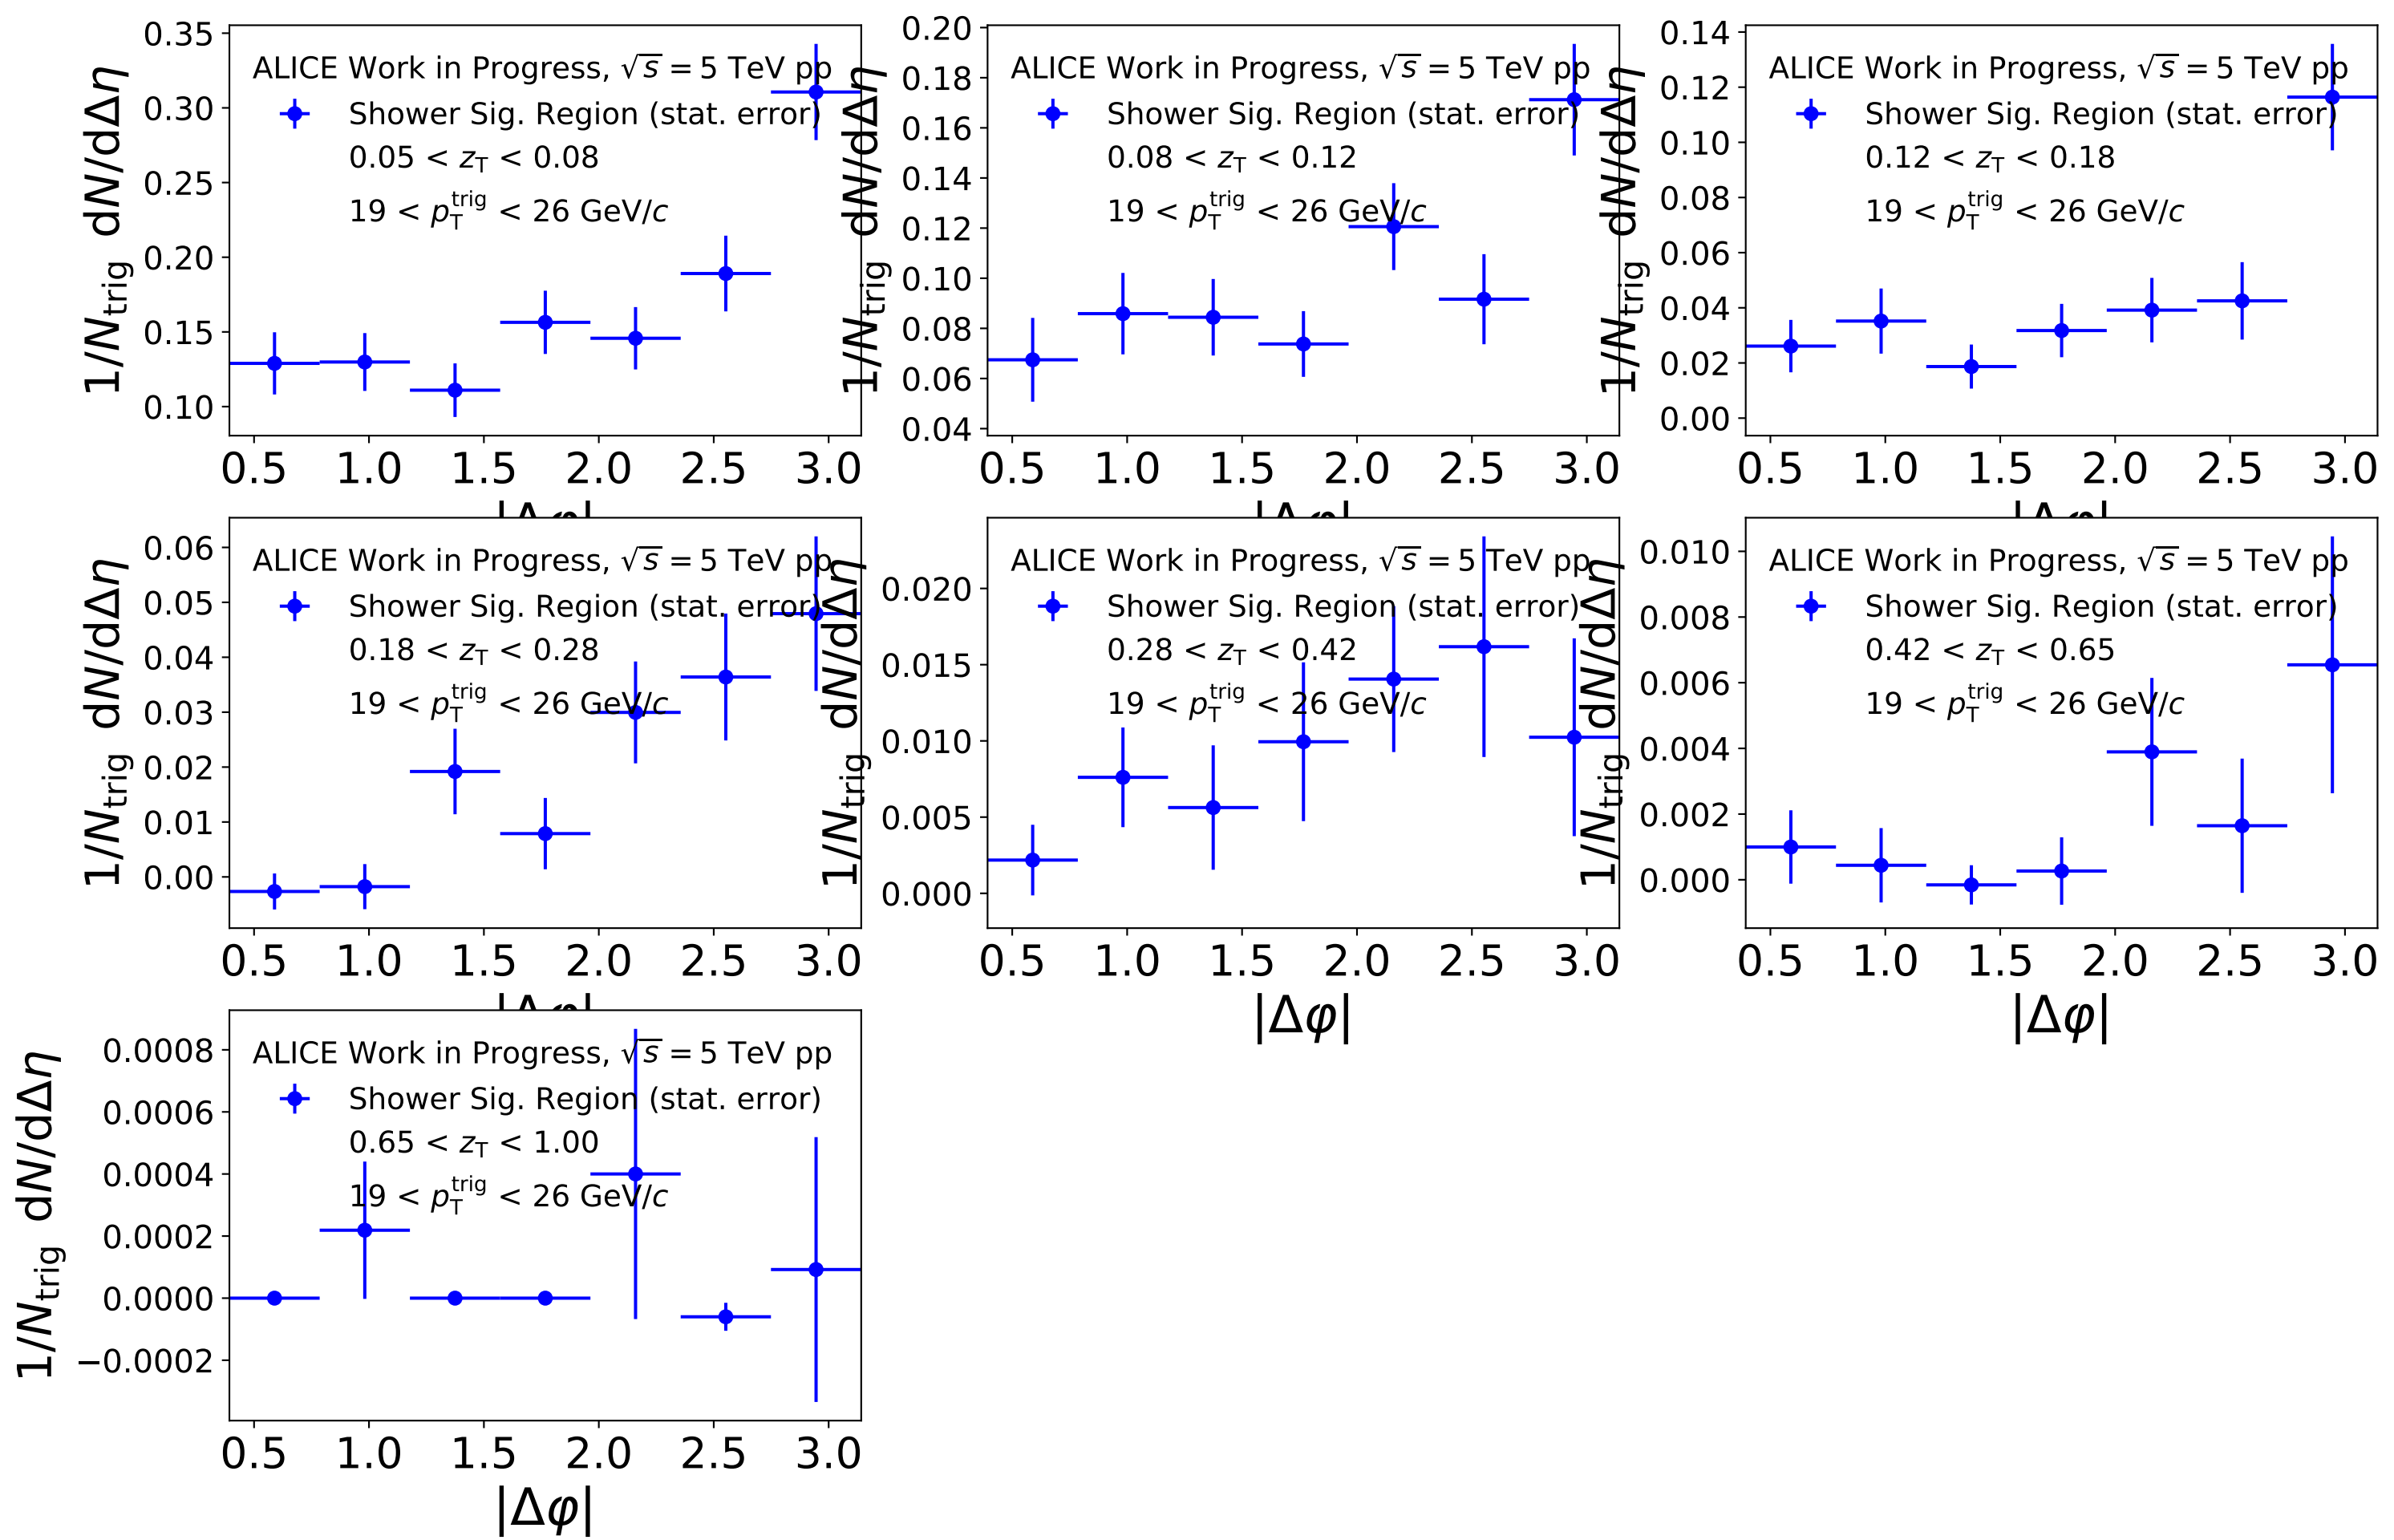 1/N_trig dN/dΔη
0.35
0.30
0.25
0.20
0.15
0.10
ALICE Work in Progress, √s = 5 TeV pp
Shower Sig. Region (stat. error)
0.05 < z_T < 0.08
19 < p_T^trig < 26 GeV/c
0.5 1.0 1.5 2.0 2.5 3.0
|Δφ|
1/N_trig dN/dΔη
0.20
0.18
0.16
0.14
0.12
0.10
0.08
0.06
0.04
ALICE Work in Progress, √s = 5 TeV pp
Shower Sig. Region (stat. error)
0.08 < z_T < 0.12
19 < p_T^trig < 26 GeV/c
0.5 1.0 1.5 2.0 2.5 3.0
|Δφ|
1/N_trig dN/dΔη
0.14
0.12
0.10
0.08
0.06
0.04
0.02
0.00
ALICE Work in Progress, √s = 5 TeV pp
Shower Sig. Region (stat. error)
0.12 < z_T < 0.18
19 < p_T^trig < 26 GeV/c
0.5 1.0 1.5 2.0 2.5 3.0
|Δφ|
1/N_trig dN/dΔη
0.06
0.05
0.04
0.03
0.02
0.01
0.00
ALICE Work in Progress, √s = 5 TeV pp
Shower Sig. Region (stat. error)
0.18 < z_T < 0.28
19 < p_T^trig < 26 GeV/c
0.5 1.0 1.5 2.0 2.5 3.0
|Δφ|
1/N_trig dN/dΔη
0.020
0.015
0.010
0.005
0.000
ALICE Work in Progress, √s = 5 TeV pp
Shower Sig. Region (stat. error)
0.28 < z_T < 0.42
19 < p_T^trig < 26 GeV/c
0.5 1.0 1.5 2.0 2.5 3.0
|Δφ|
1/N_trig dN/dΔη
0.010
0.008
0.006
0.004
0.002
0.000
ALICE Work in Progress, √s = 5 TeV pp
Shower Sig. Region (stat. error)
0.42 < z_T < 0.65
19 < p_T^trig < 26 GeV/c
0.5 1.0 1.5 2.0 2.5 3.0
|Δφ|
1/N_trig dN/dΔη
0.0008
0.0006
0.0004
0.0002
0.0000
−0.0002
ALICE Work in Progress, √s = 5 TeV pp
Shower Sig. Region (stat. error)
0.65 < z_T < 1.00
19 < p_T^trig < 26 GeV/c
0.5 1.0 1.5 2.0 2.5 3.0
|Δφ|